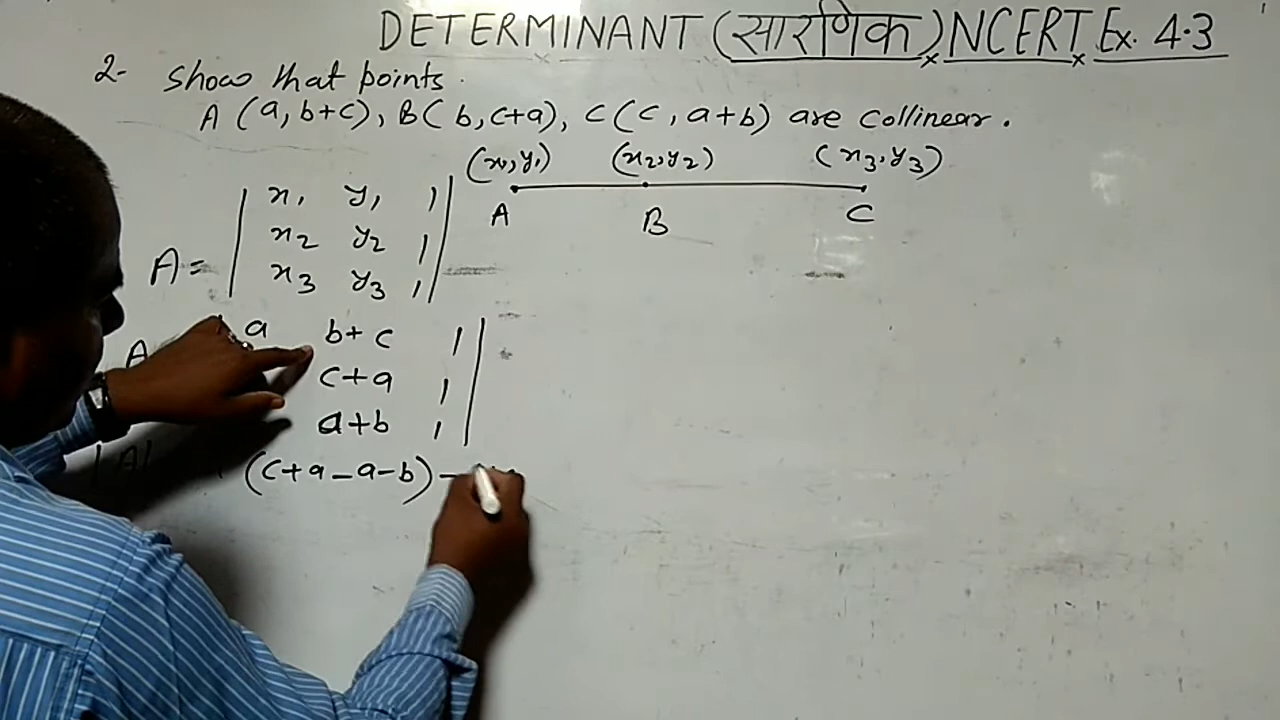 DETERMINANT (सारणिक) NCERT Ex. 4.3
2- Show that points
A (a, b+c), B( b, c+a), C (c, a+b) are collinear.
(x1, y1) (x2, y2) (x3, y3)
A B C
A = | x1 y1 1 |
x2 y2 1
x3 y3 1
A a b+c 1 |
c+a 1
a+b 1
|A| (c+a-a-b) -